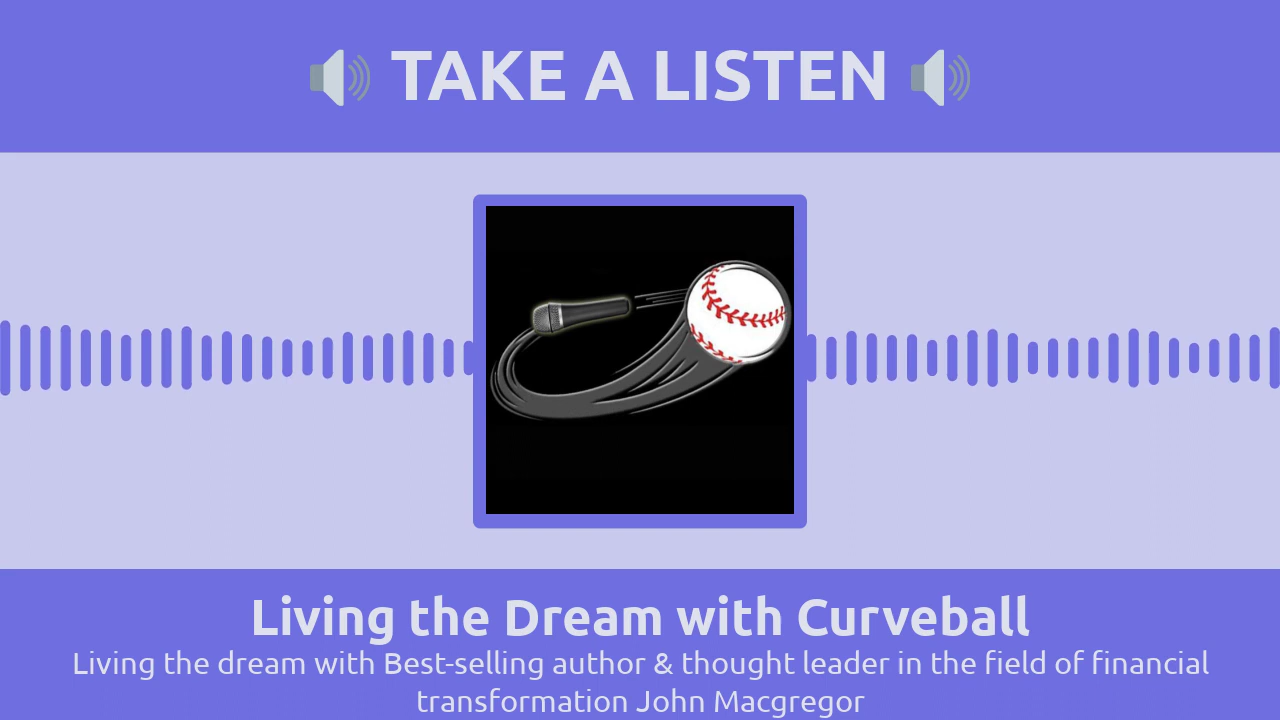 TAKE A LISTEN
Living the Dream with Curveball
Living the dream with Best-selling author & thought leader in the field of financial
transformation John Macgregor